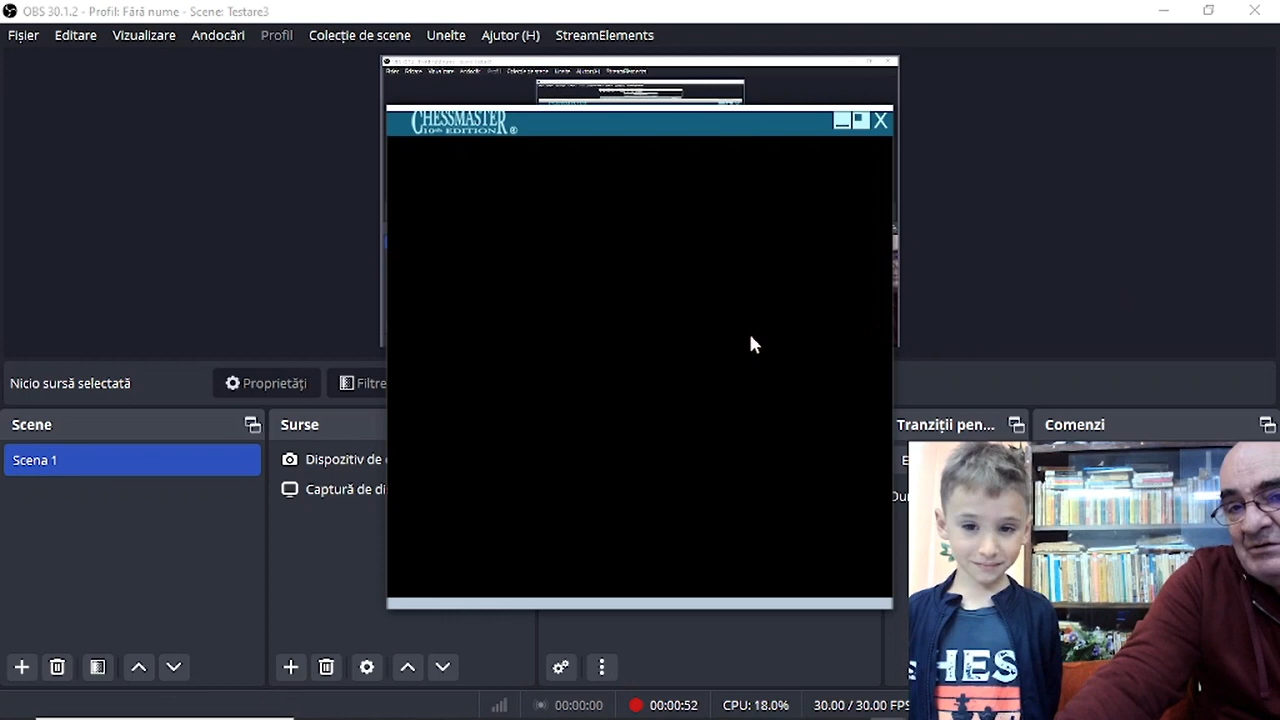 OBS 30.1.2 - Profil: Fără nume - Scene: Testare3
Fișier Editare Vizualizare Andocări Profil Colecție de scene Unelte Ajutor (H) StreamElements
CHESSMASTER
10th EDITION
X
Nicio sursă selectată Proprietăți Filtre
Scene Surse Tranziții pen... Comenzi
Scena 1
Dispozitiv de
Captură de di
HES
00:00:00 00:00:52 CPU: 18.0% 30.00 / 30.00 FPS